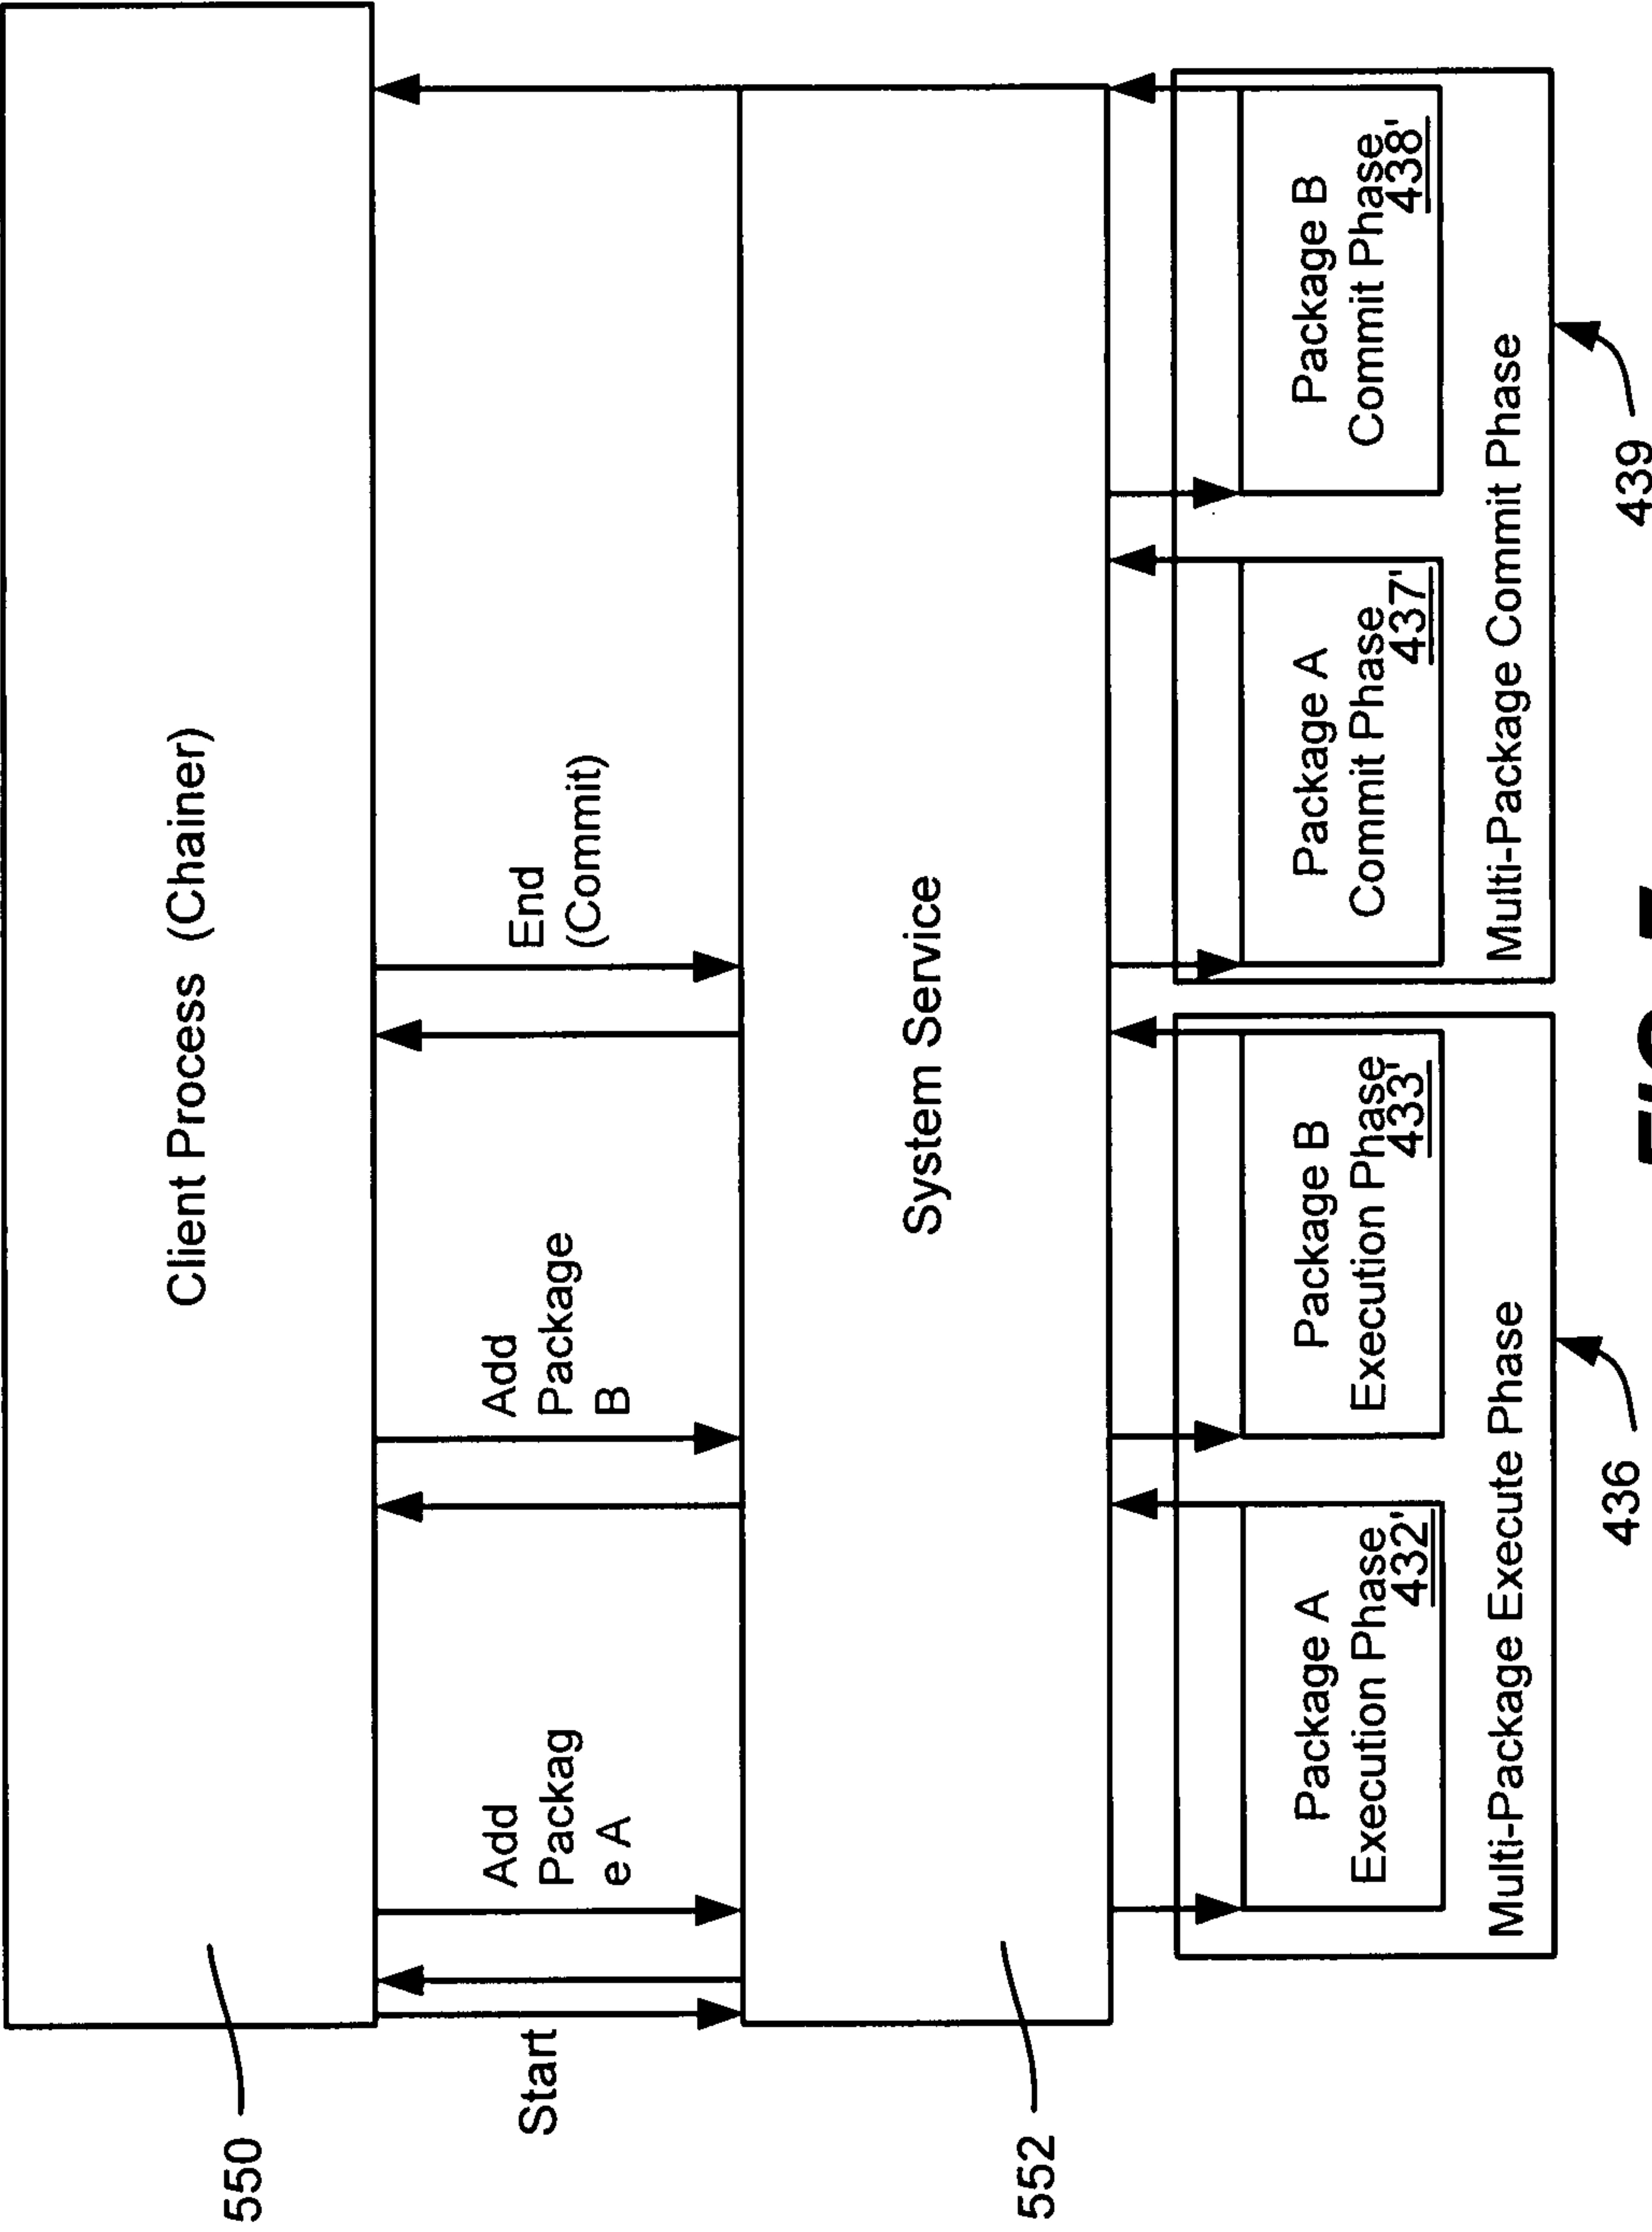 Client Process (Chainer)
550
Start
Add
Packag
e A
Add
Package
B
End
(Commit)
System Service
552
Package A
Execution Phase
432'
Package B
Execution Phase
433'
Multi-Package Execute Phase
436
Package A
Commit Phase
437'
Package B
Commit Phase
438'
Multi-Package Commit Phase
439